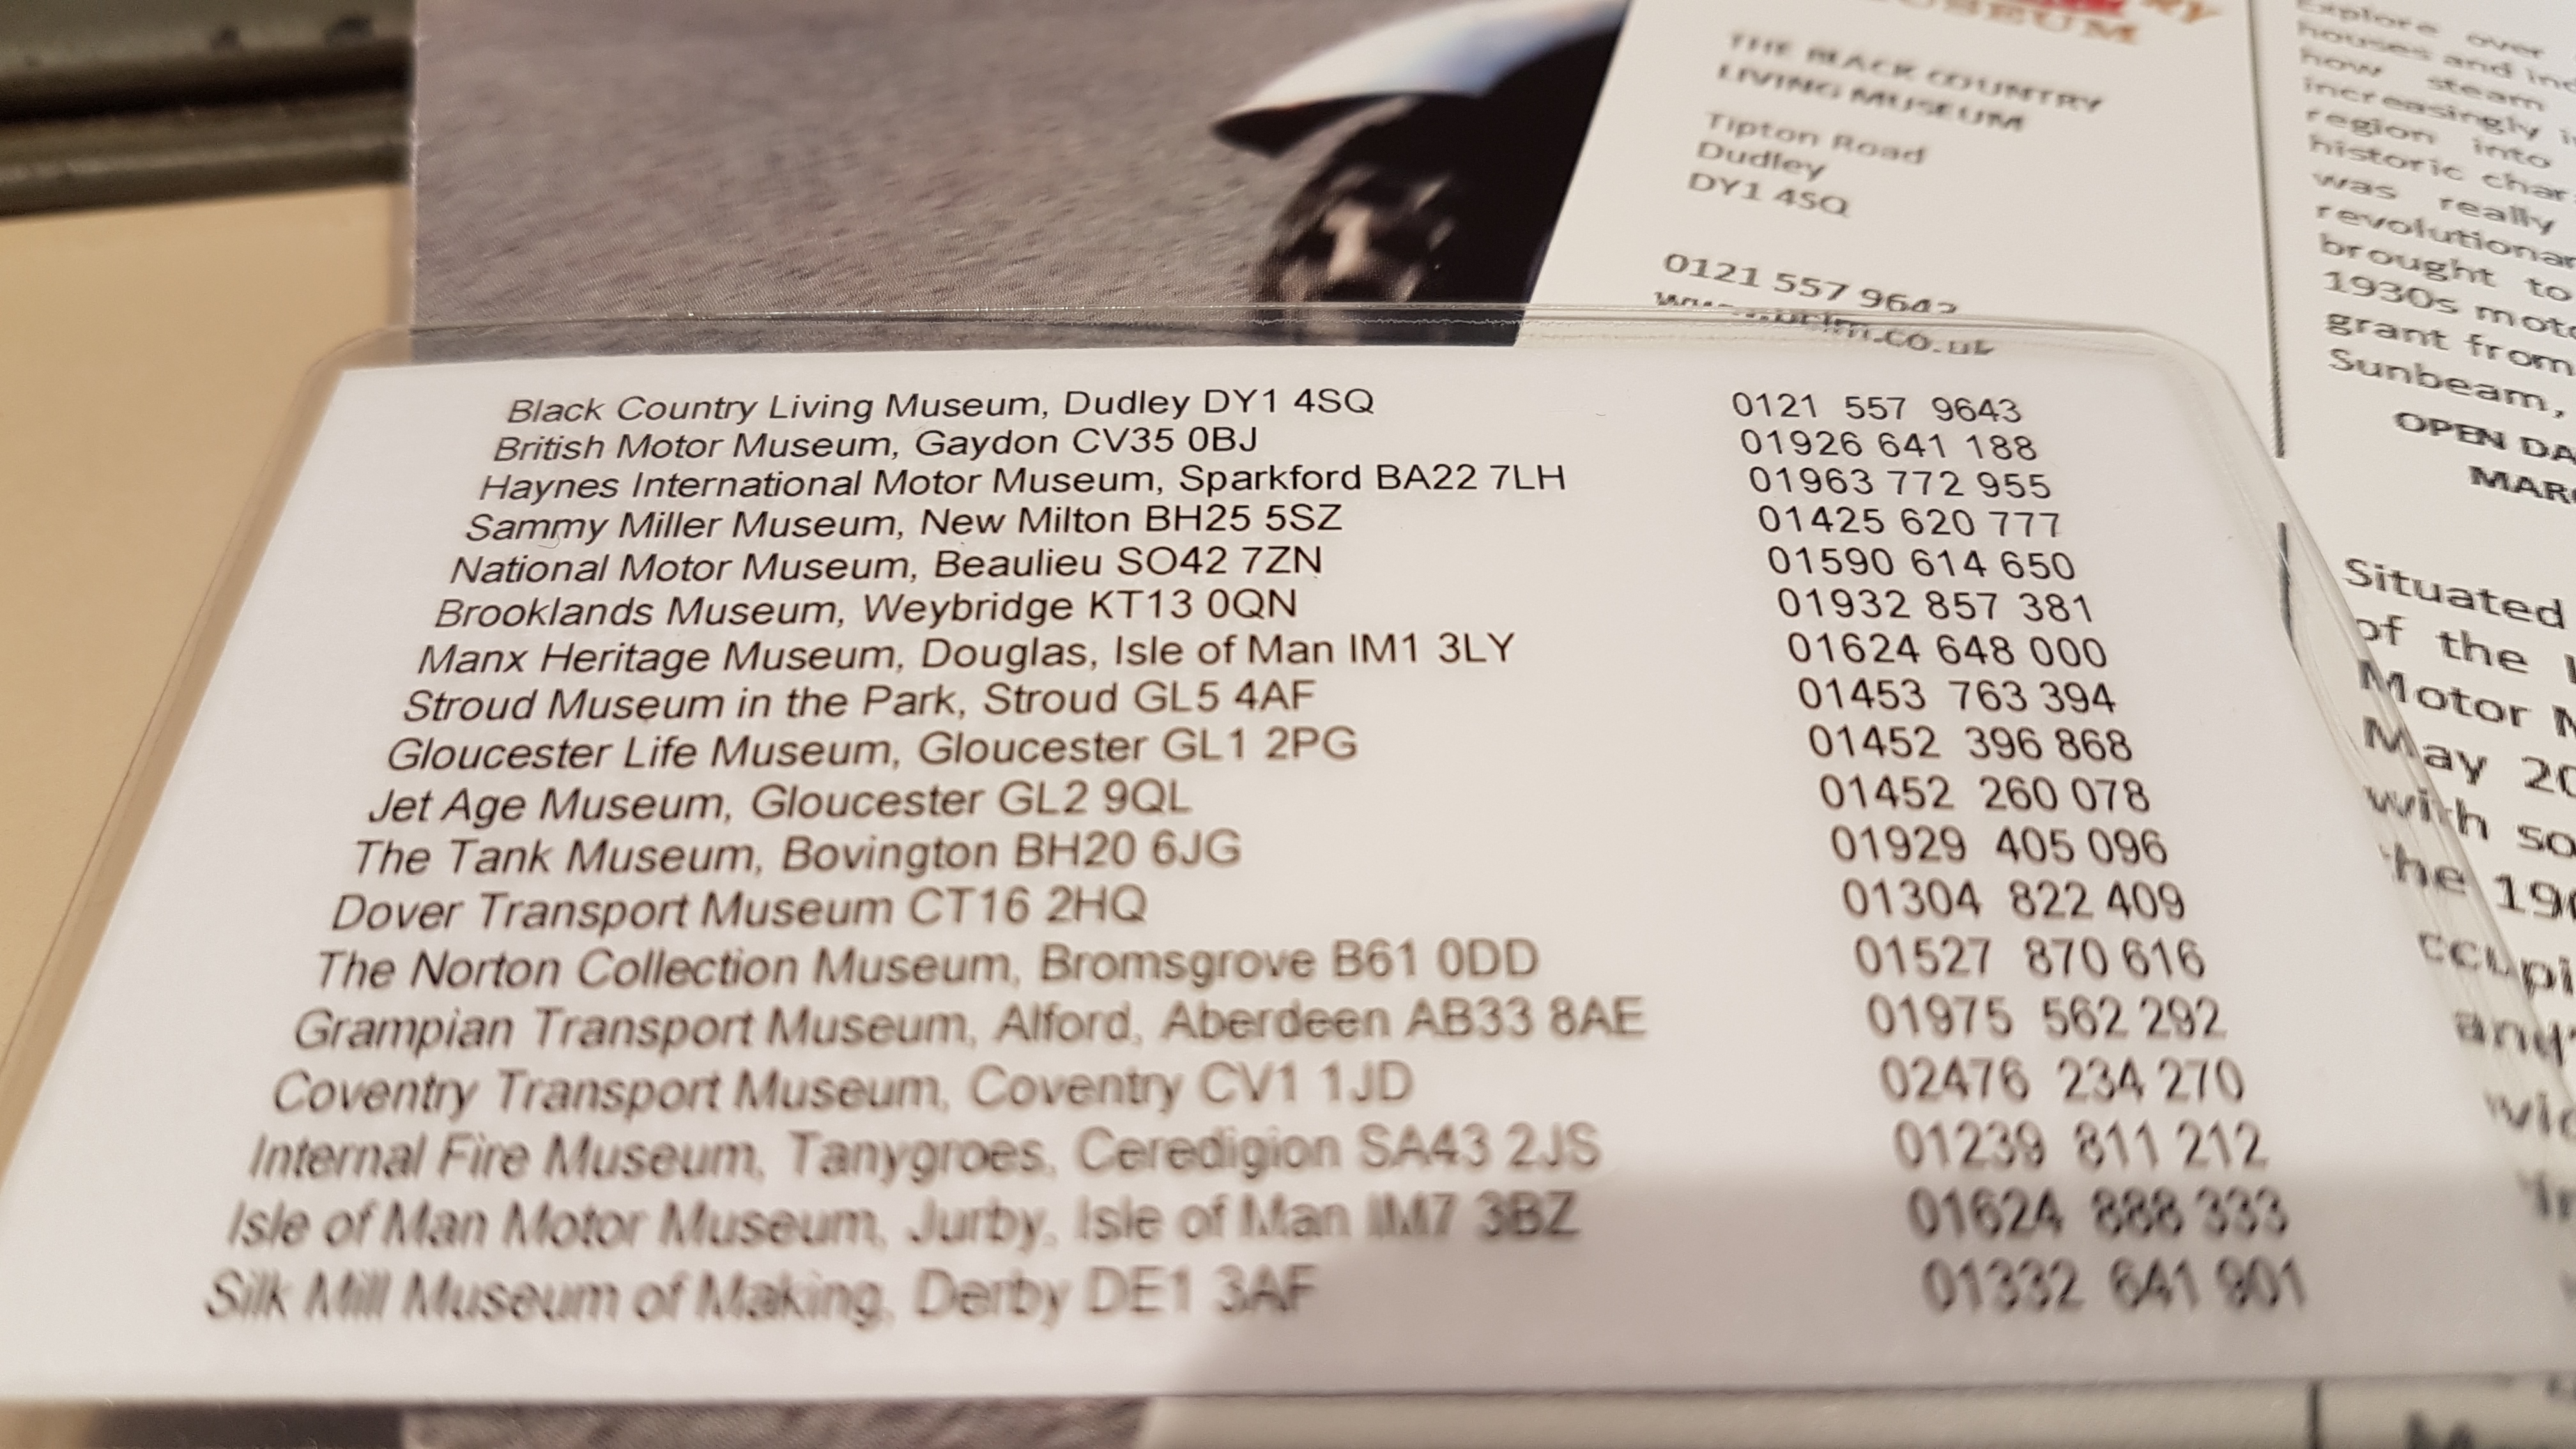 MUSEUM
THE BLACK COUNTRY
LIVING MUSEUM
Tipton Road
Dudley
DY1 4SQ
0121 557 9643
.co.uk
Explore over
houses and
how steam
increasingly
region into
historic
was really
brought to
1930s
grant from
Sunbeam,
OPEN
Situated
of the
Motor
May
with so
the
Black Country Living Museum, Dudley DY1 4SQ 0121 557 9643
British Motor Museum, Gaydon CV35 0BJ 01926 641 188
Haynes International Motor Museum, Sparkford BA22 7LH 01963 772 955
Sammy Miller Museum, New Milton BH25 5SZ 01425 620 777
National Motor Museum, Beaulieu SO42 7ZN 01590 614 650
Brooklands Museum, Weybridge KT13 0QN 01932 857 381
Manx Heritage Museum, Douglas, Isle of Man IM1 3LY 01624 648 000
Stroud Museum in the Park, Stroud GL5 4AF 01453 763 394
Gloucester Life Museum, Gloucester GL1 2PG 01452 396 868
Jet Age Museum, Gloucester GL2 9QL 01452 260 078
The Tank Museum, Bovington BH20 6JG 01929 405 096
Dover Transport Museum CT16 2HQ 01304 822 409
The Norton Collection Museum, Bromsgrove B61 0DD 01527 870 616
Grampian Transport Museum, Alford, Aberdeen AB33 8AE 01975 562 292
Coventry Transport Museum, Coventry CV1 1JD 02476 234 270
Internal Fire Museum, Tanygroes, Ceredigion SA43 2JS 01239 811 212
Isle of Man Motor Museum, Jurby, Isle of Man IM7 3BZ 01624 888 333
Silk Mill Museum of Making, Derby DE1 3AF 01332 641 901